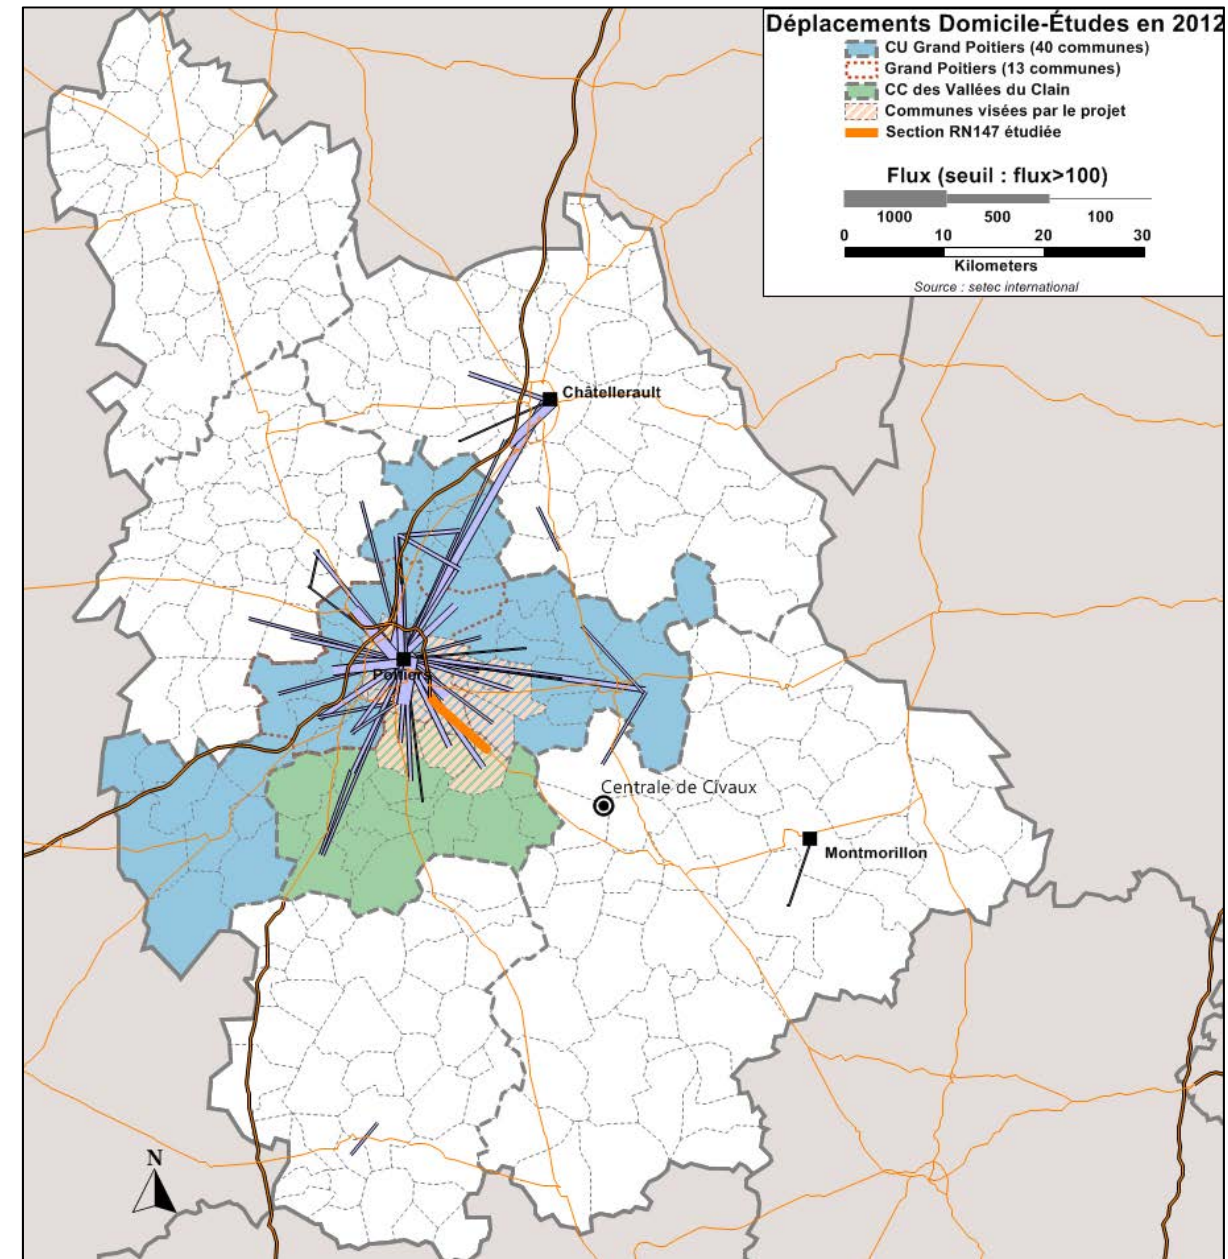 Déplacements Domicile-Études en 2012
CU Grand Poitiers (40 communes)
Grand Poitiers (13 communes)
CC des Vallées du Clain
Communes visées par le projet
Section RN147 étudiée
Flux (seuil : flux>100)
1000 500 100
0 10 20 30
Kilometers
Source : setec international
Châtellerault
Poitiers
Centrale de Civaux
Montmorillon
N